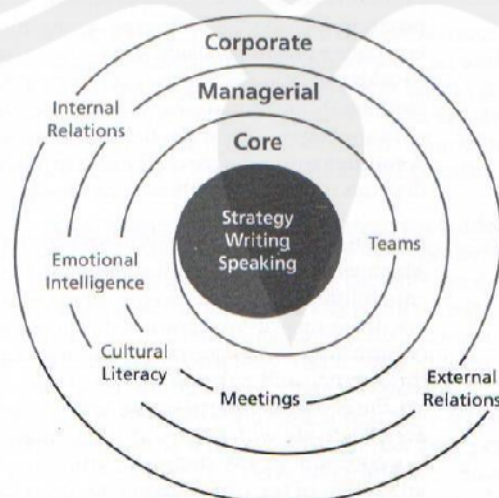 Corporate
Managerial
Core
Internal
Relations
Strategy
Writing
Speaking
Teams
Emotional
Intelligence
Cultural
Literacy
Meetings
External
Relations